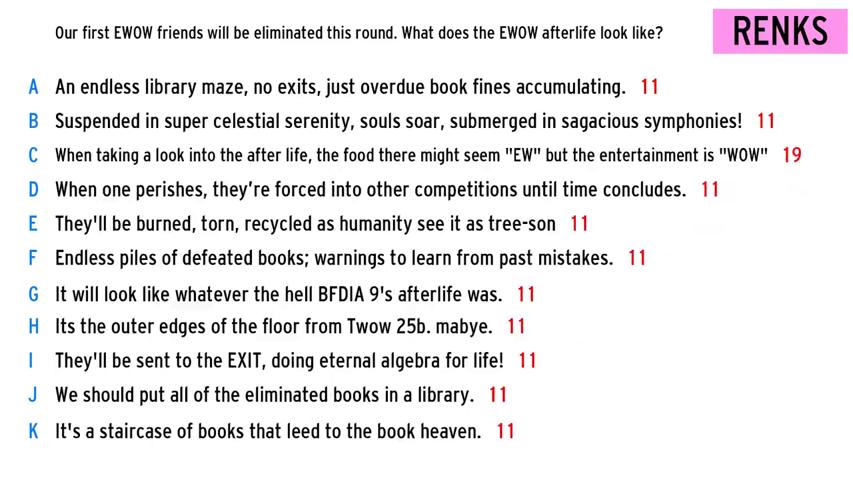 Our first EWOW friends will be eliminated this round. What does the EWOW afterlife look like?
RENKS
A An endless library maze, no exits, just overdue book fines accumulating. 11
B Suspended in super celestial serenity, souls soar, submerged in sagacious symphonies! 11
C When taking a look into the after life, the food there might seem "EW" but the entertainment is "WOW" 19
D When one perishes, they're forced into other competitions until time concludes. 11
E They'll be burned, torn, recycled as humanity see it as tree-son 11
F Endless piles of defeated books; warnings to learn from past mistakes. 11
G It will look like whatever the hell BFDIA 9's afterlife was. 11
H Its the outer edges of the floor from Twow 25b. mabye. 11
I They'll be sent to the EXIT, doing eternal algebra for life! 11
J We should put all of the eliminated books in a library. 11
K It's a staircase of books that leed to the book heaven. 11